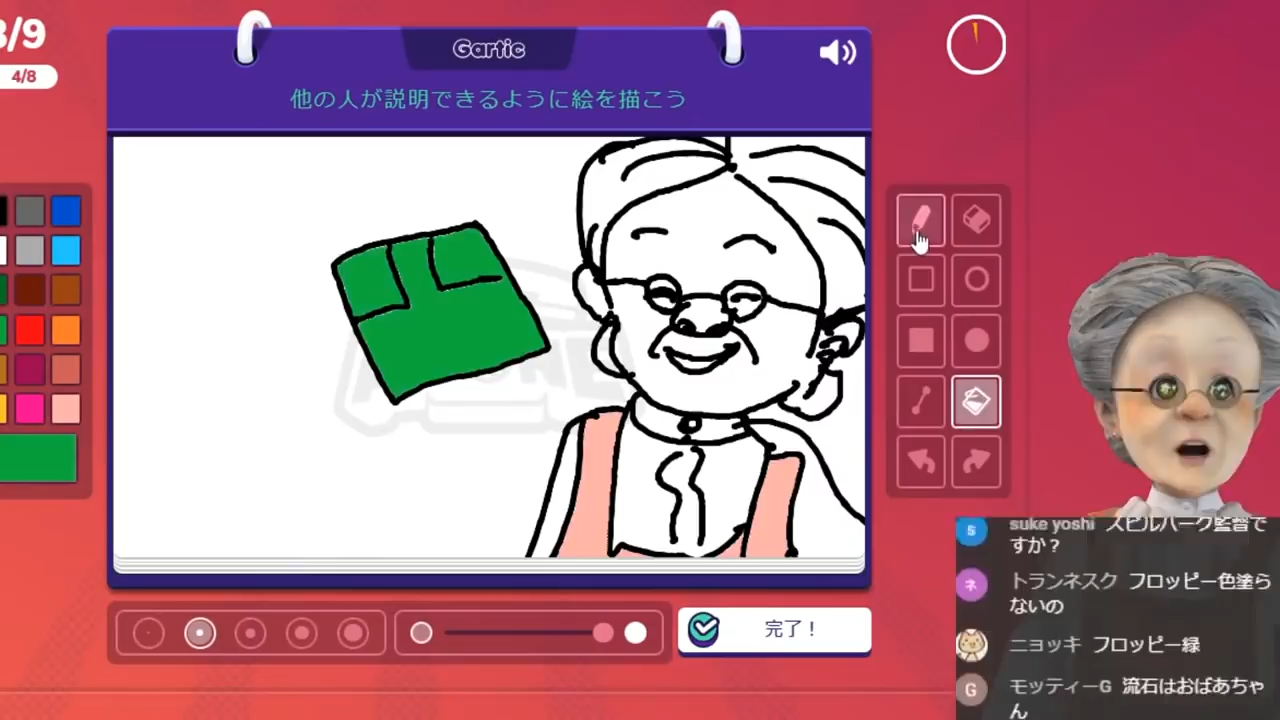 3/9
4/8
Gartic
他の人が説明できるように絵を描こう
完了！
S
suke yoshi スピルバーグ監督で
すか？
ネ
トランネスク フロッピー色塗ら
ないの
ニョッキ フロッピー緑
G
モッティーG 流石はおばあちゃ
ん